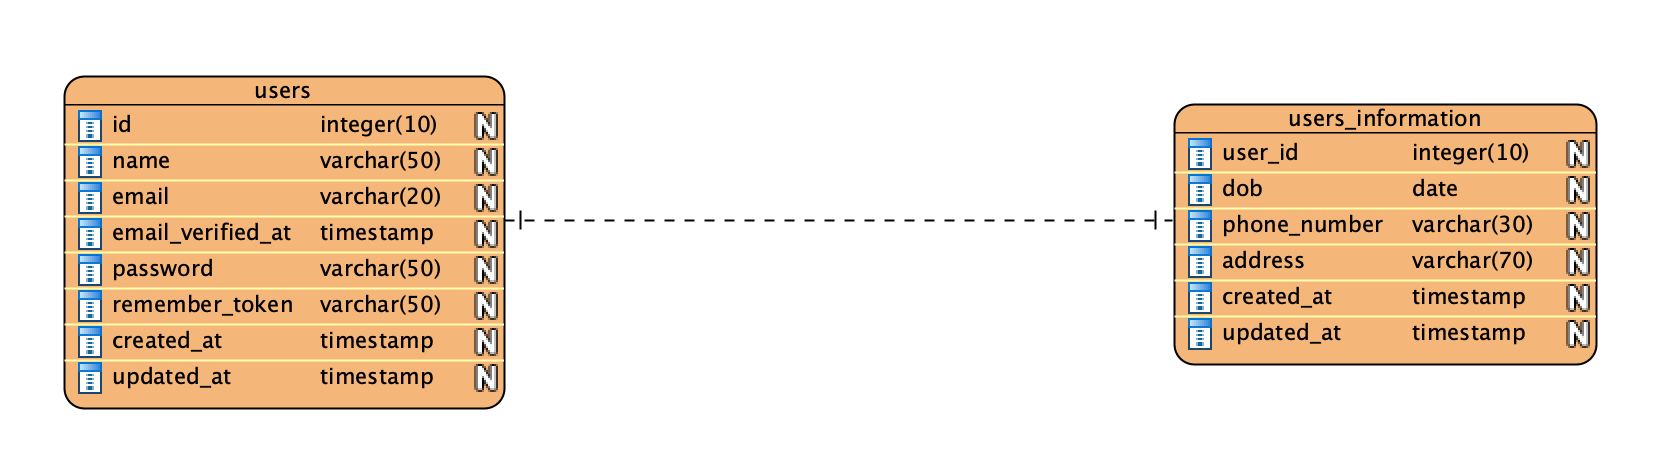 users
id integer(10) N
name varchar(50) N
email varchar(20) N
email_verified_at timestamp N
password varchar(50) N
remember_token varchar(50) N
created_at timestamp N
updated_at timestamp N
users_information
user_id integer(10) N
dob date N
phone_number varchar(30) N
address varchar(70) N
created_at timestamp N
updated_at timestamp N